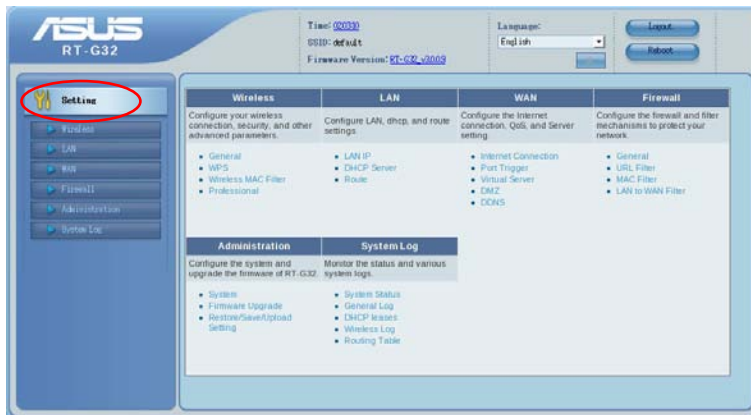 ASUS
RT-G32
Time:
SSID: default
Firmware Version:
Language:
English
Logout
Reboot
Setting
Wireless
LAN
WAN
Firewall
Administration
System Log
Wireless
Configure your wireless
connection, security, and other
advanced parameters.
General
WPS
Wireless MAC Filter
Professional
LAN
Configure LAN, dhcp, and route
settings
LAN IP
DHCP Server
Route
WAN
Configure the Internet
connection, QoS, and Server
setting
Internet Connection
Port Trigger
Virtual Server
DMZ
DDNS
Firewall
Configure the firewall and filter
mechanisms to protect your
network.
General
URL Filter
MAC Filter
LAN to WAN Filter
Administration
Configure the system and
upgrade the firmware of RT-G32.
System
Firmware Upgrade
Restore/Save/Upload
Setting
System Log
Monitor the status and various
system logs.
System Status
General Log
DHCP leases
Wireless Log
Routing Table